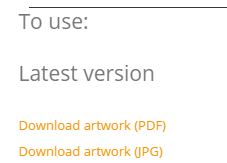 To use:
Latest version
Download artwork (PDF)
Download artwork (JPG)